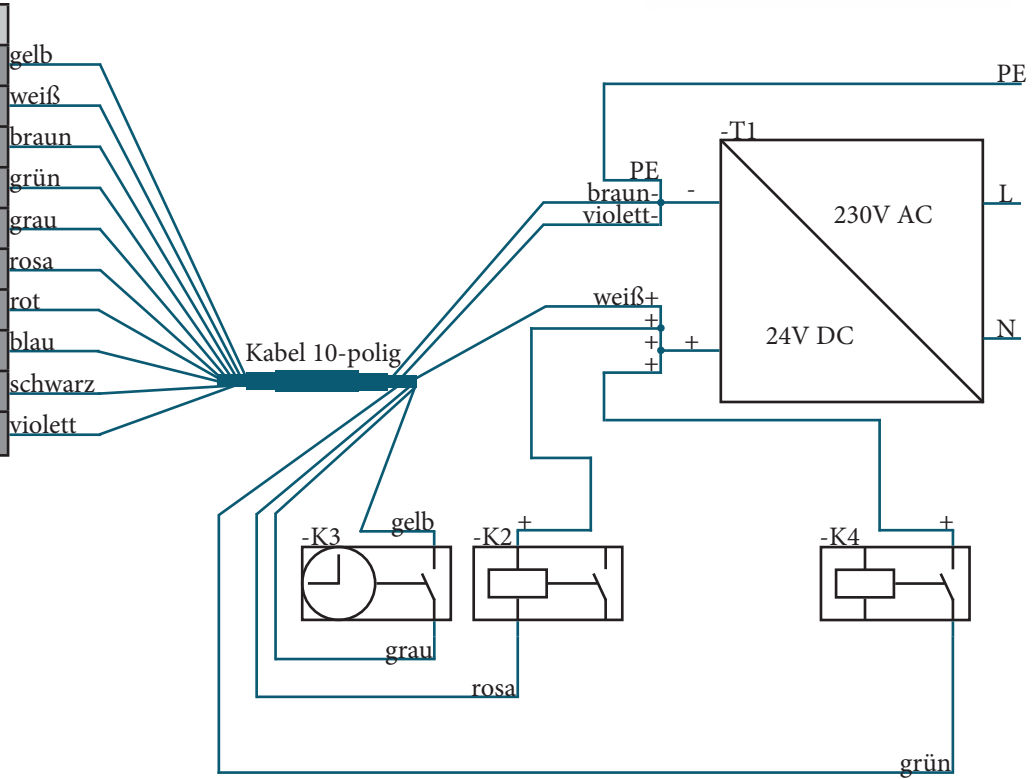 gelb
weiß
braun
grün
grau
rosa
rot
blau
schwarz
violett
Kabel 10-polig
PE
PE
braun-
violett-
-
weiß+
+
+
+
+
-T1
230V AC
24V DC
L
N
-K3
gelb
grau
-K2
+
rosa
-K4
+
grün